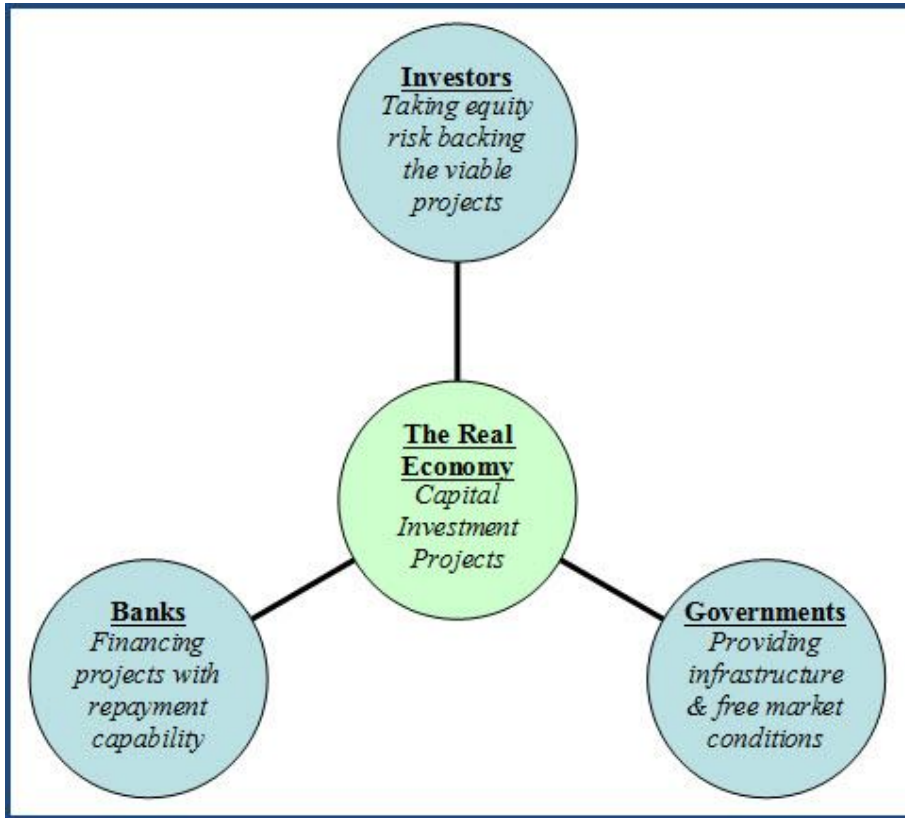 Investors
Taking equity
risk backing
the viable
projects
The Real
Economy
Capital
Investment
Projects
Banks
Financing
projects with
repayment
capability
Governments
Providing
infrastructure
& free market
conditions